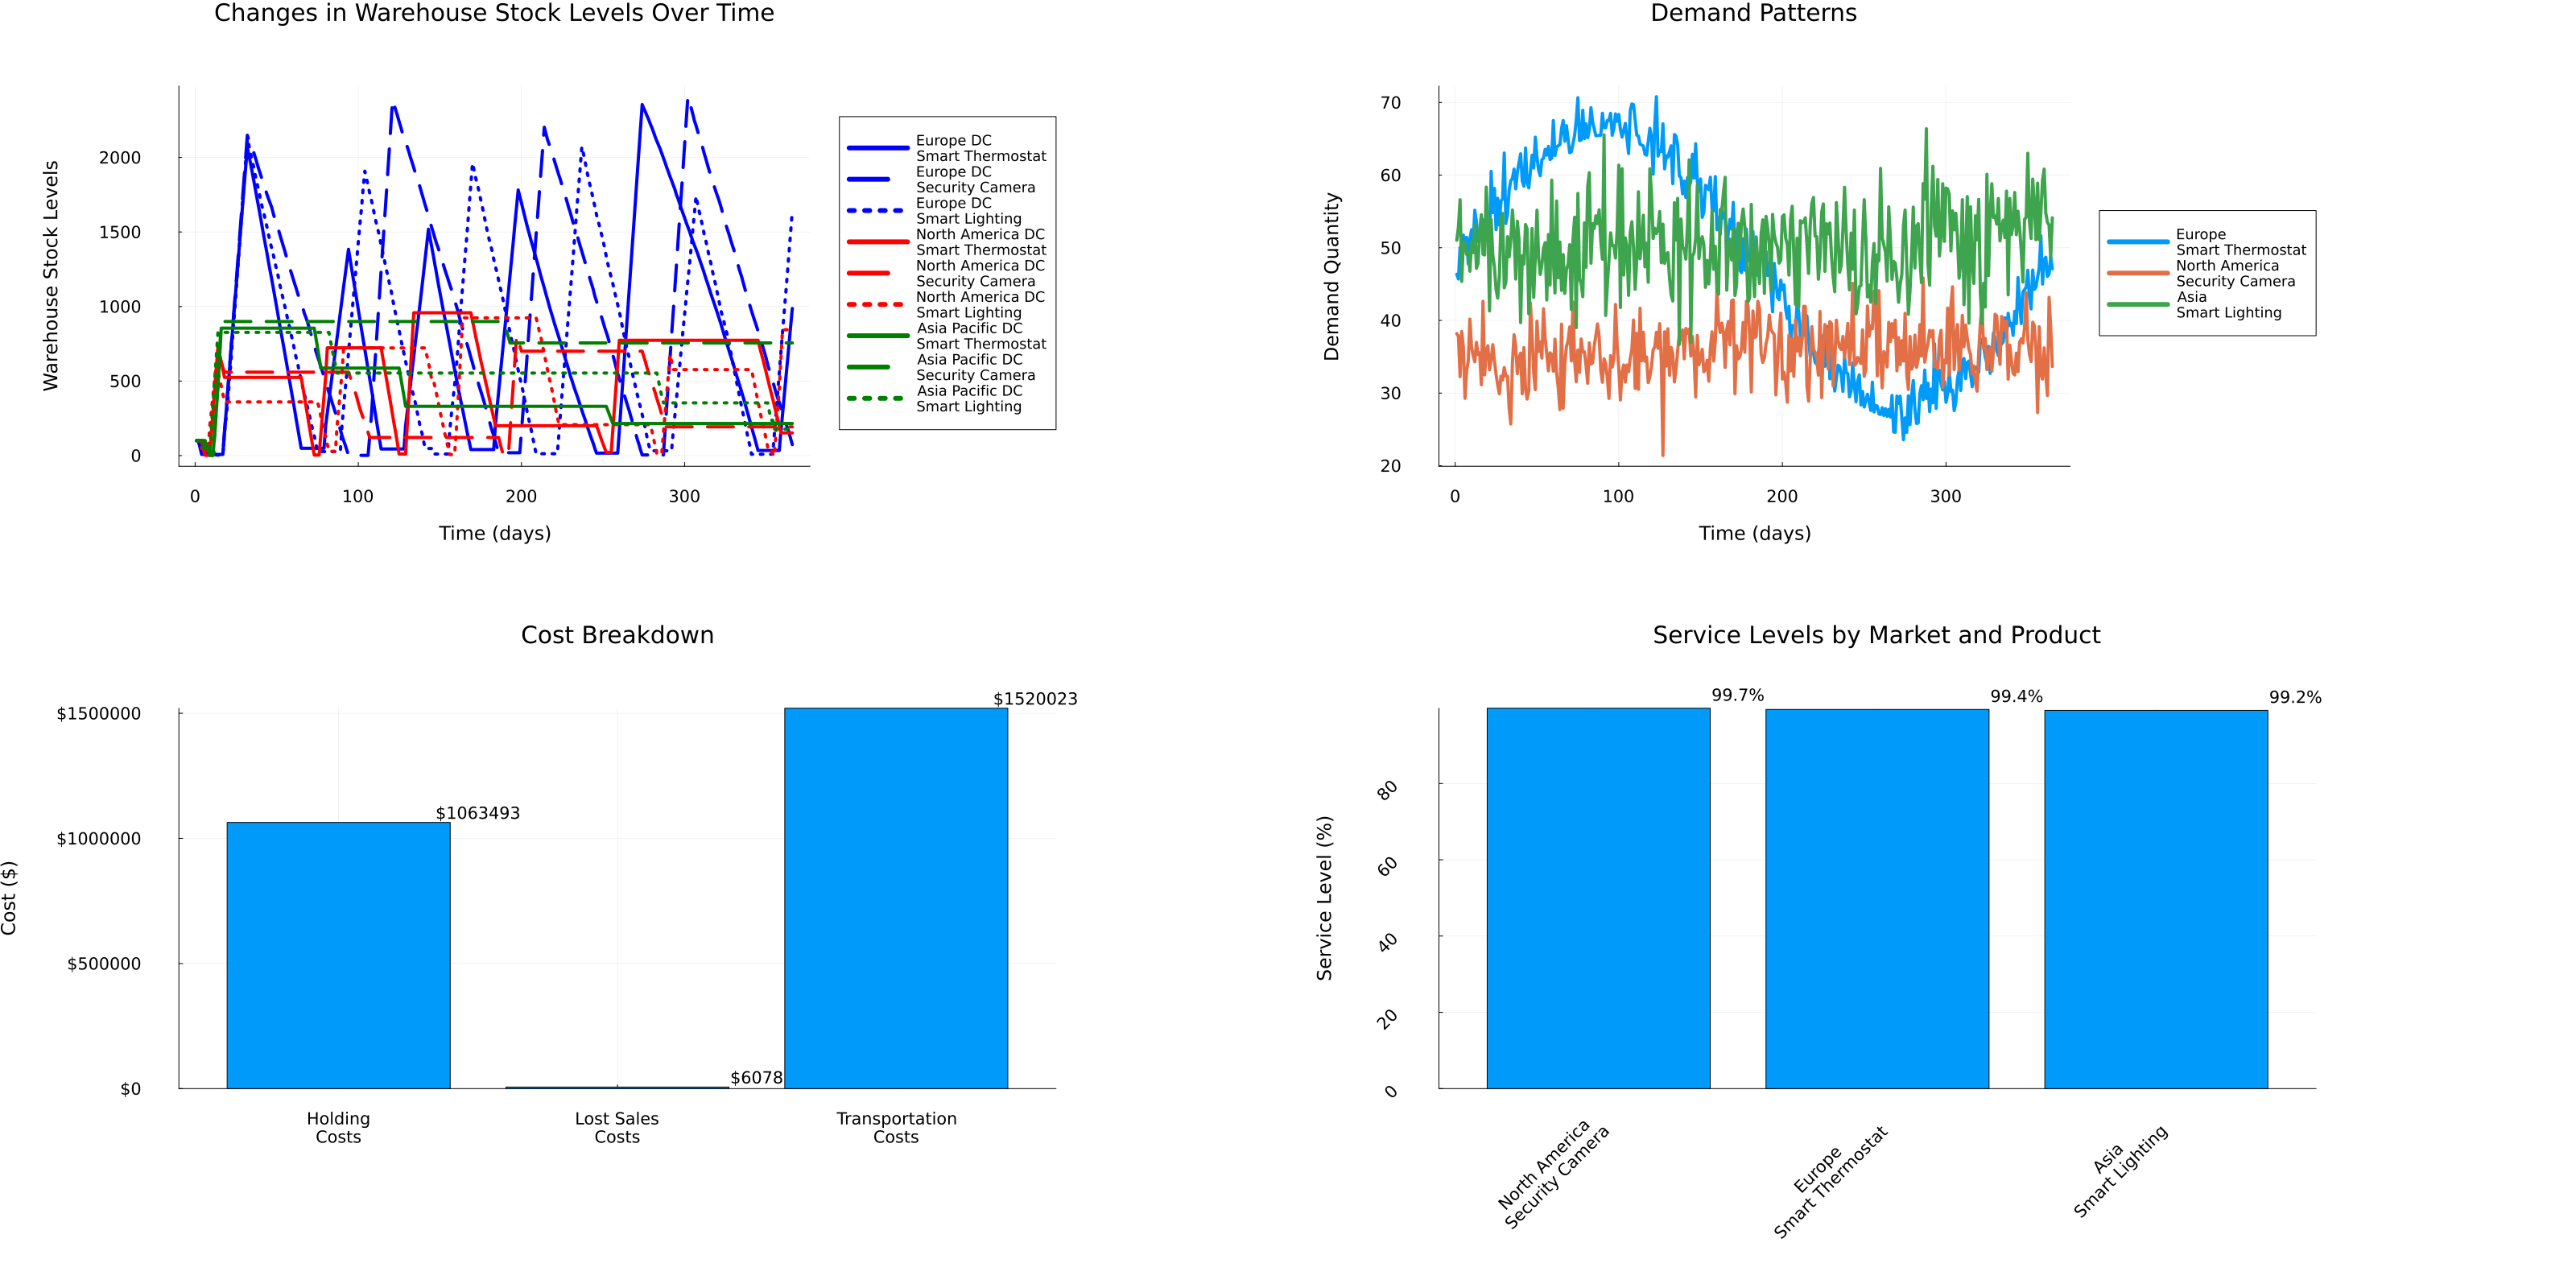 Changes in Warehouse Stock Levels Over Time
Warehouse Stock Levels
2000
1500
1000
500
0
0 100 200 300
Time (days)
Europe DC
Smart Thermostat
Europe DC
Security Camera
Europe DC
Smart Lighting
North America DC
Smart Thermostat
North America DC
Security Camera
North America DC
Smart Lighting
Asia Pacific DC
Smart Thermostat
Asia Pacific DC
Security Camera
Asia Pacific DC
Smart Lighting
Demand Patterns
Demand Quantity
70
60
50
40
30
20
0 100 200 300
Time (days)
Europe
Smart Thermostat
North America
Security Camera
Asia
Smart Lighting
Cost Breakdown
Cost ($)
$1500000
$1000000
$500000
$0
$1063493
$6078
$1520023
Holding
Costs
Lost Sales
Costs
Transportation
Costs
Service Levels by Market and Product
Service Level (%)
80
60
40
20
0
99.7%
99.4%
99.2%
North America
Security Camera
Europe
Smart Thermostat
Asia
Smart Lighting